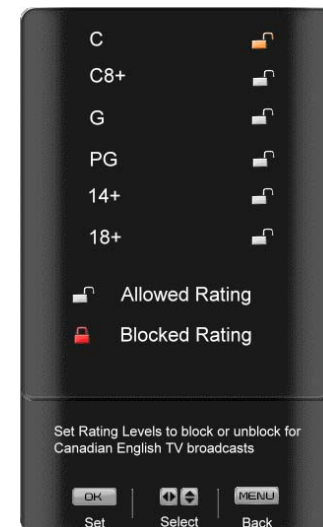 C
C8+
G
PG
14+
18+
Allowed Rating
Blocked Rating
Set Rating Levels to block or unblock for
Canadian English TV broadcasts
OK MENU
Set Select Back